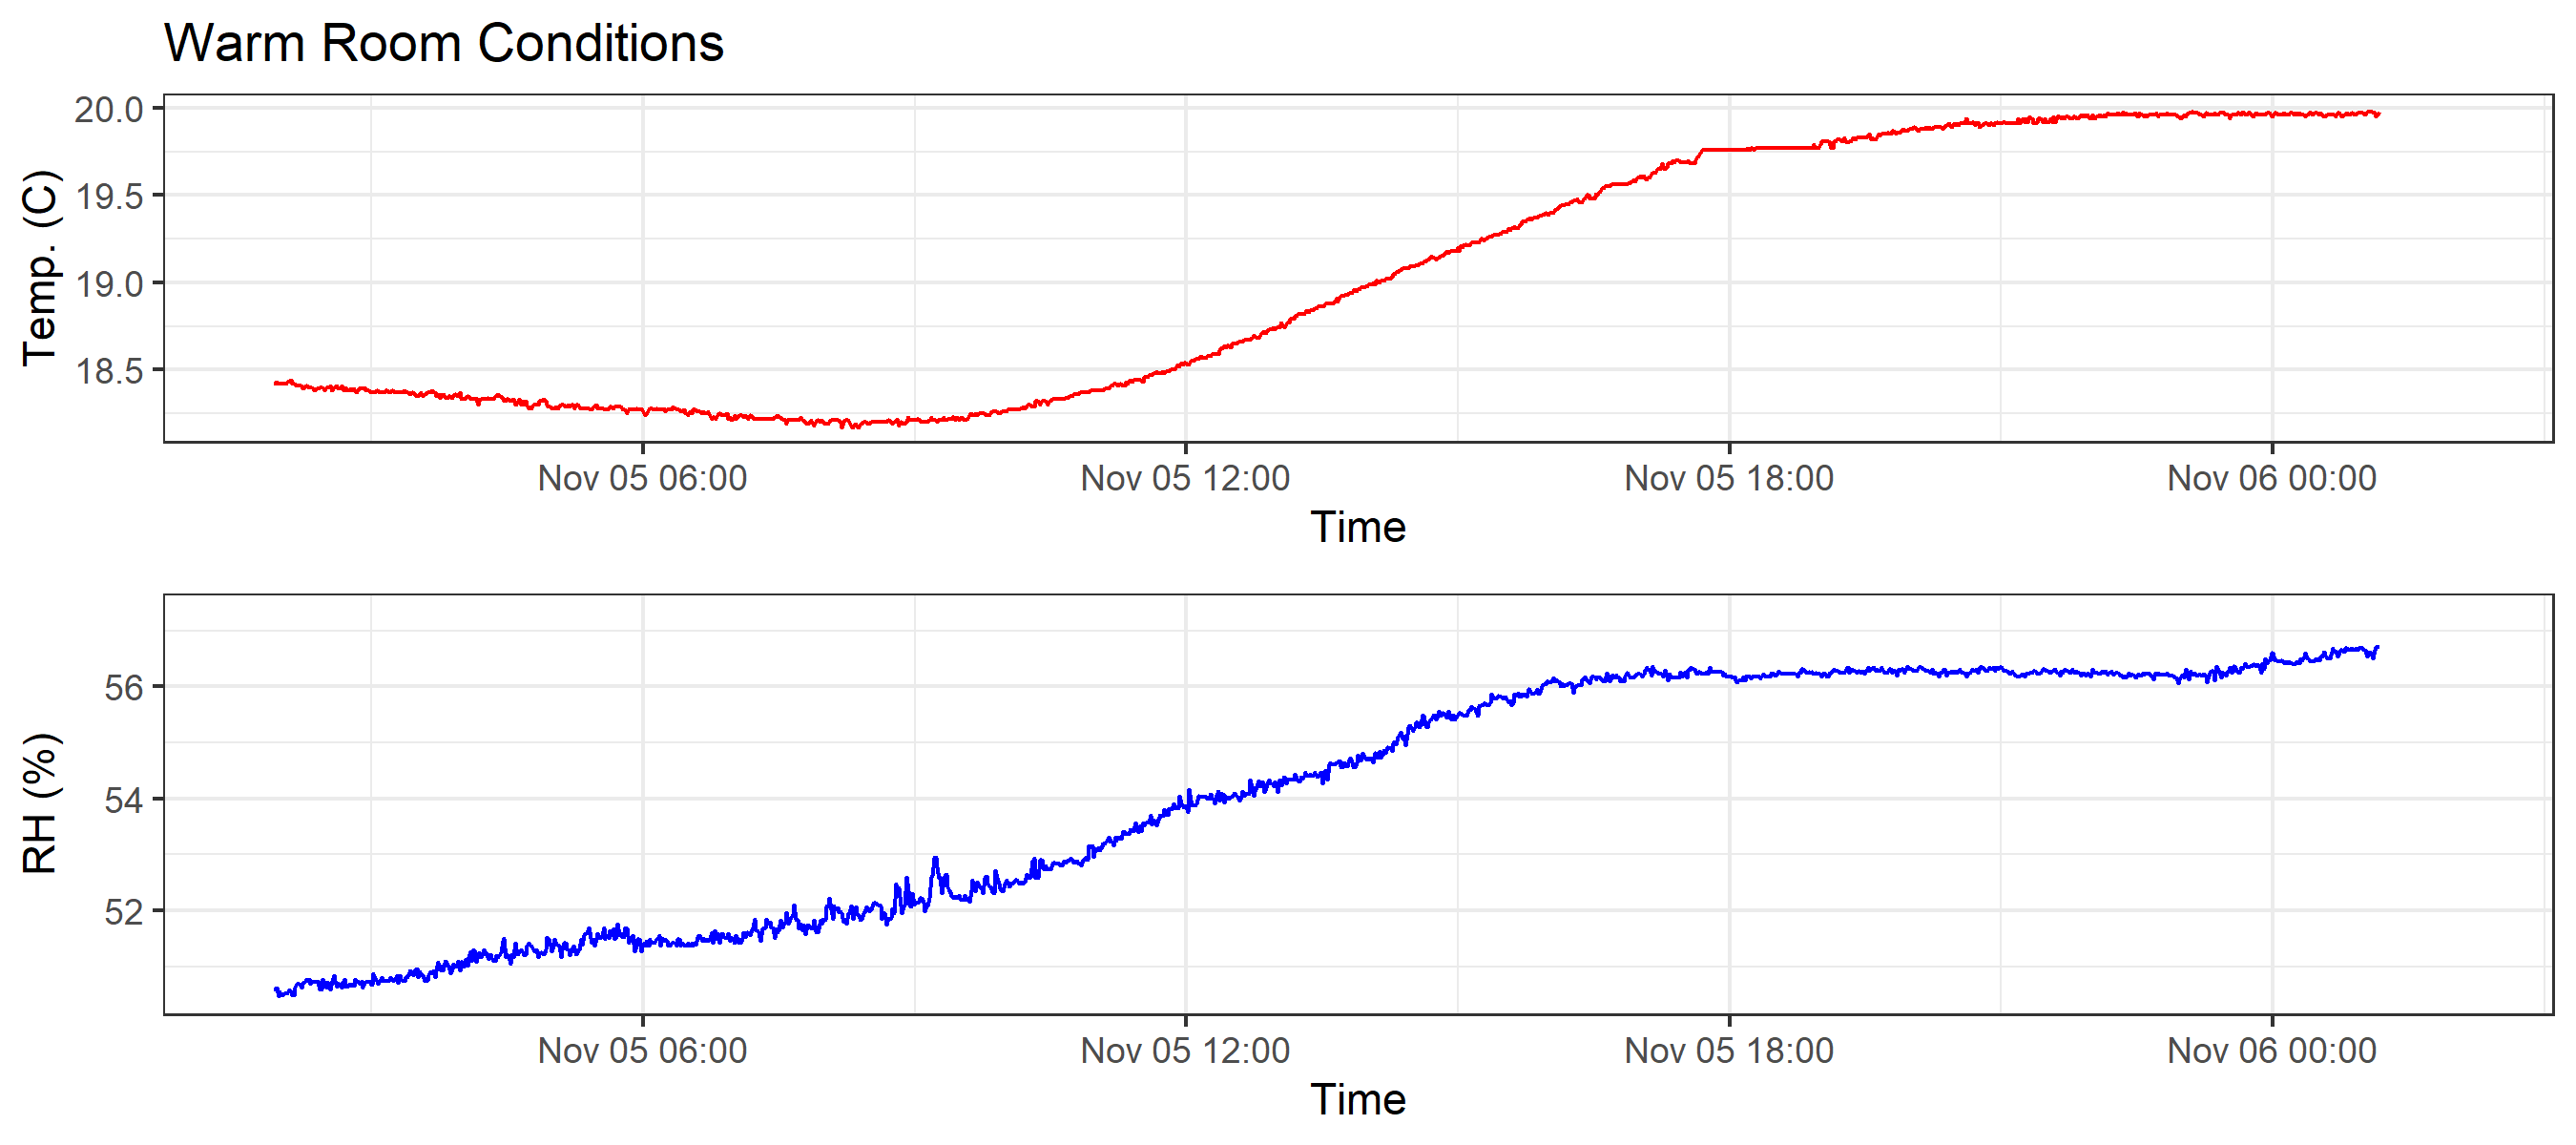 Warm Room Conditions
20.0
19.5
19.0
18.5
Temp. (C)
Nov 05 06:00 Nov 05 12:00 Nov 05 18:00 Nov 06 00:00
Time
56
54
52
RH (%)
Nov 05 06:00 Nov 05 12:00 Nov 05 18:00 Nov 06 00:00
Time